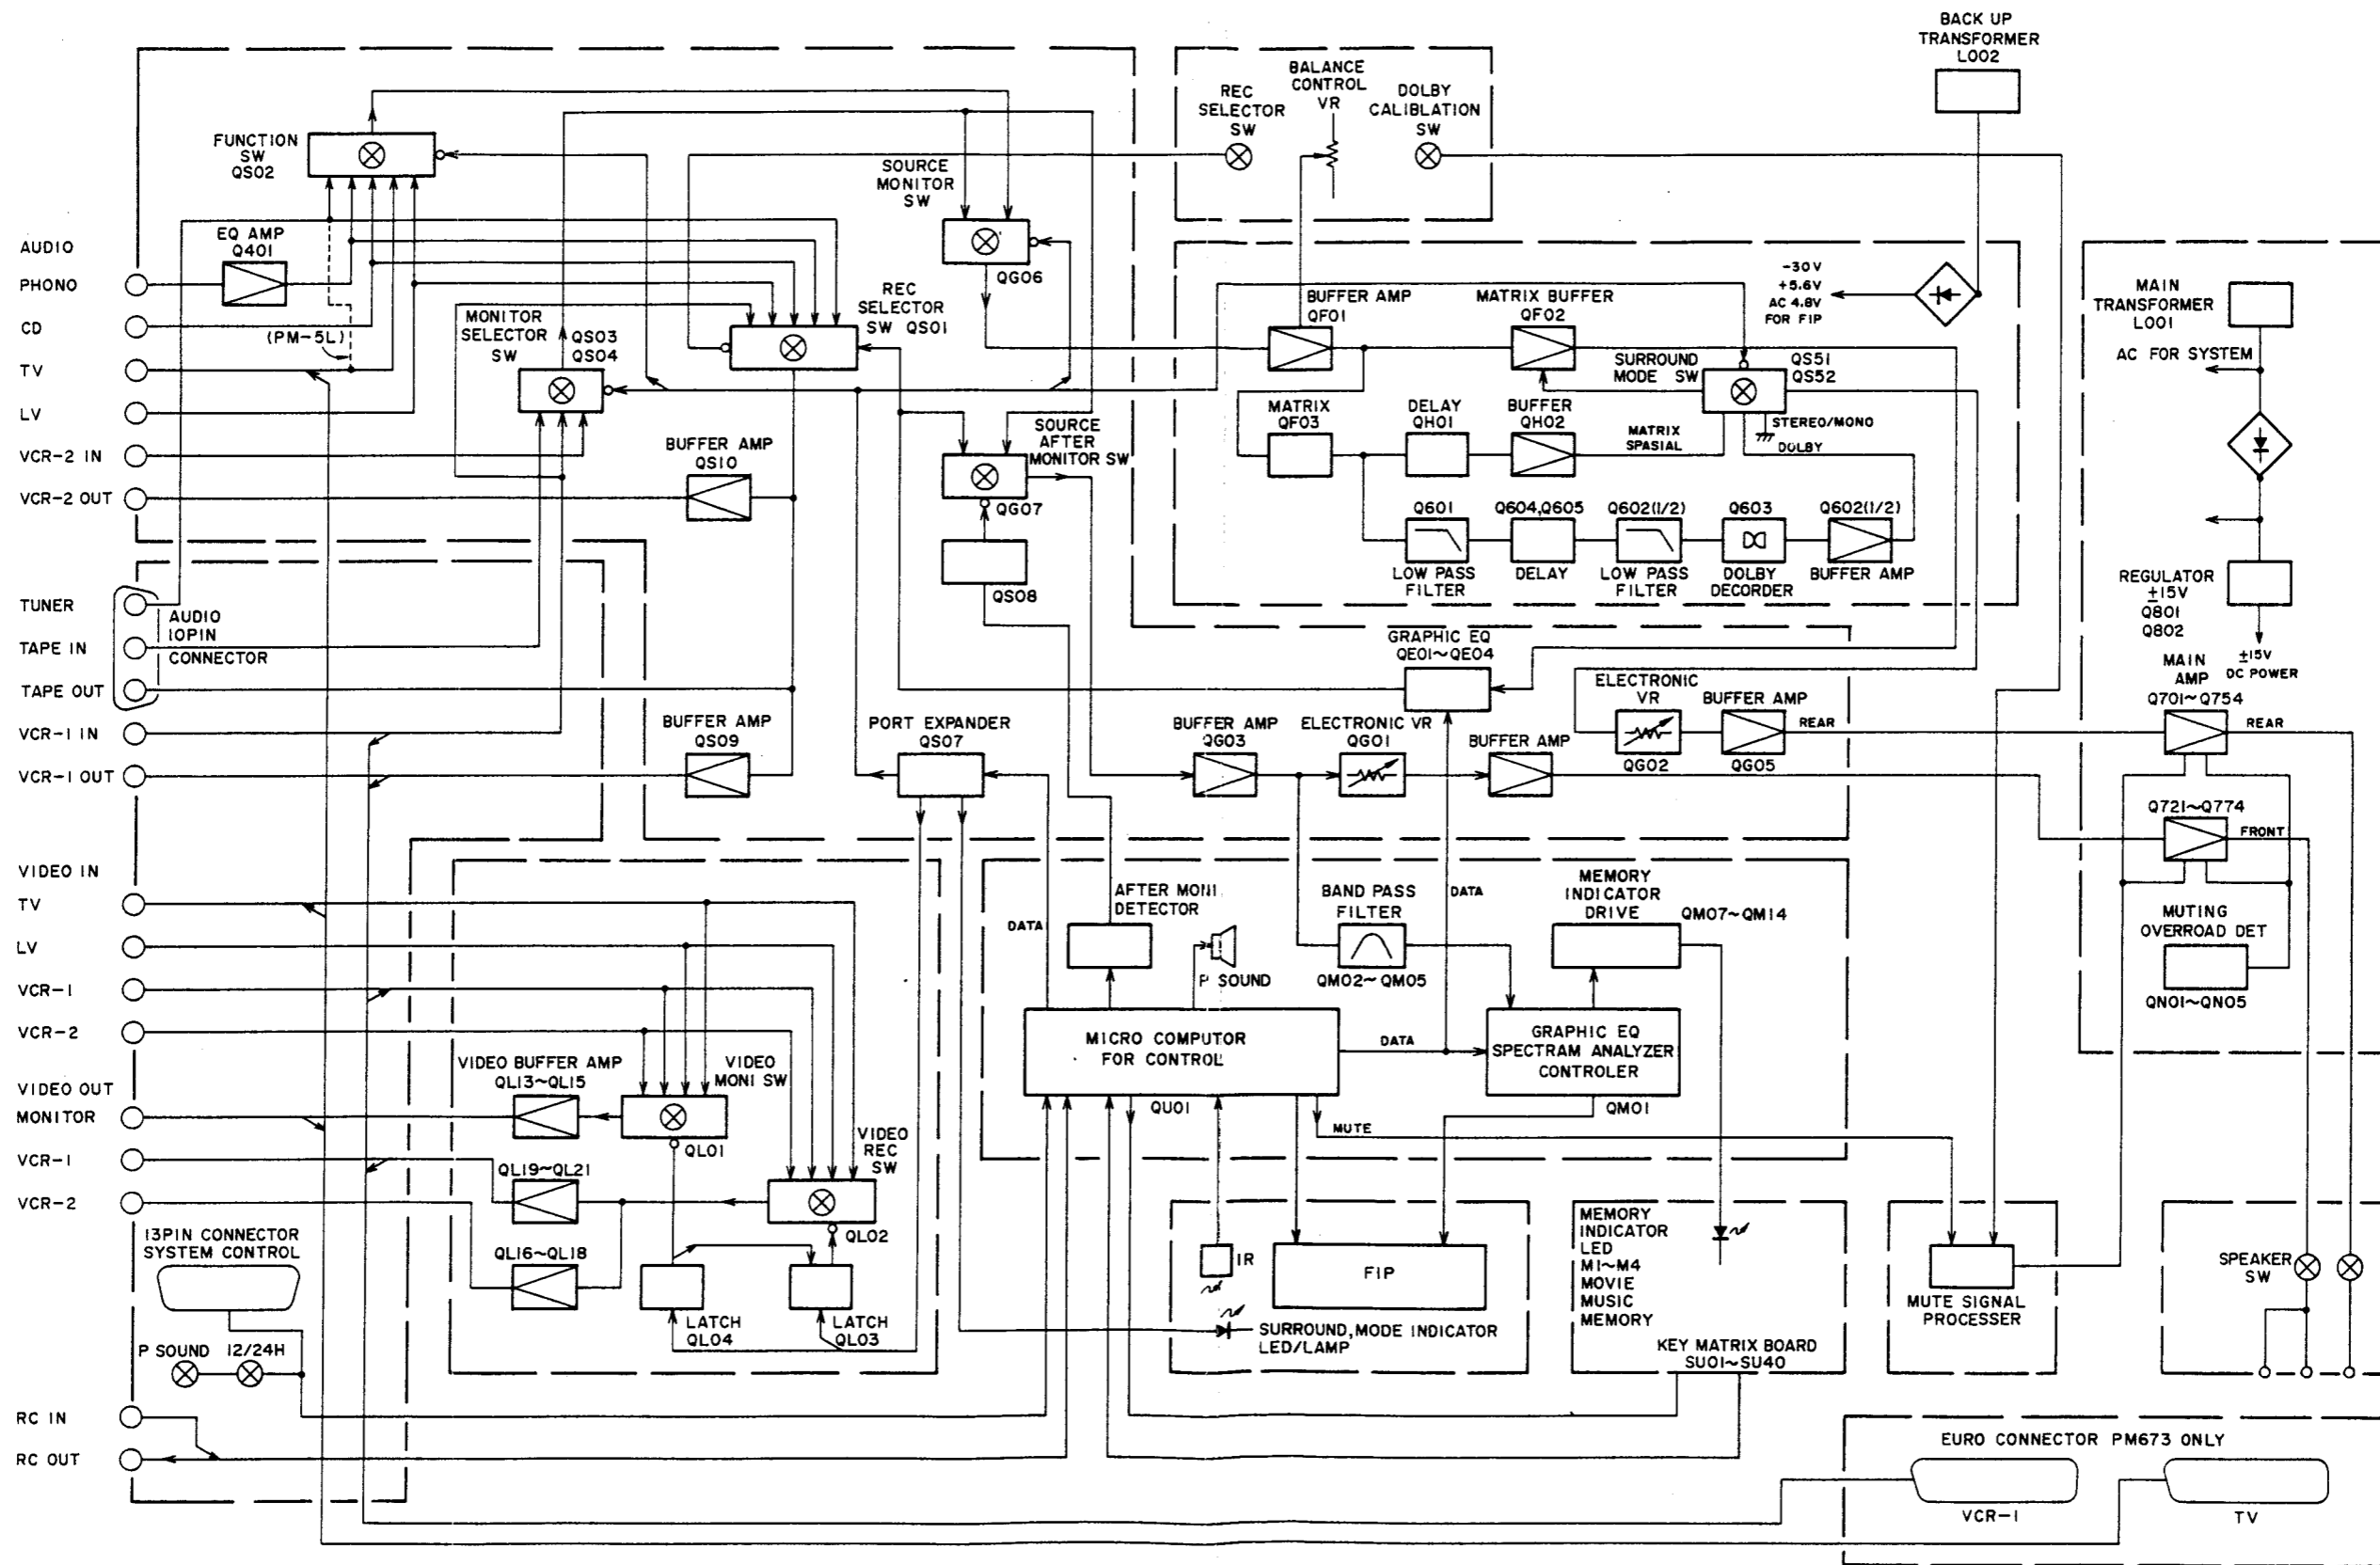 BACK UP
TRANSFORMER
L002
BALANCE
CONTROL
VR
REC
SELECTOR
SW
DOLBY
CALIBLATION
SW
FUNCTION
SW
QS02
SOURCE
MONITOR
SW
QG06
AUDIO
EQ AMP
Q401
PHONO
CD
(PM-5L)
TV
LV
VCR-2 IN
VCR-2 OUT
MONITOR
SELECTOR
SW
QS03
QS04
REC
SELECTOR
SW QS01
BUFFER AMP
QS10
SOURCE
AFTER
MONITOR SW
QG07
QS08
BUFFER AMP
QF01
MATRIX BUFFER
QF02
-30V
+5.6V
AC 4.8V
FOR FIP
SURROUND
MODE SW
QS51
QS52
STEREO/MONO
MATRIX
QF03
DELAY
QH01
BUFFER
QH02
MATRIX
SPASIAL
DOLBY
Q601
Q604,Q605
Q602(1/2)
Q603
Q602(1/2)
LOW PASS
FILTER
DELAY
LOW PASS
FILTER
DOLBY
DECORDER
BUFFER AMP
MAIN
TRANSFORMER
L001
AC FOR SYSTEM
REGULATOR
±15V
Q801
Q802
±15V
DC POWER
TUNER
AUDIO
10PIN
CONNECTOR
TAPE IN
TAPE OUT
VCR-1 IN
VCR-1 OUT
BUFFER AMP
QS09
PORT EXPANDER
QS07
GRAPHIC EQ
QE01~QE04
BUFFER AMP
QG03
ELECTRONIC VR
QG01
BUFFER AMP
ELECTRONIC
VR
QG02
BUFFER AMP
QG05
REAR
MAIN
AMP
Q701~Q754
Q721~Q774
FRONT
MUTING
OVERROAD DET
QN01~QN05
VIDEO IN
TV
LV
VCR-1
VCR-2
VIDEO OUT
MONITOR
VCR-1
VCR-2
VIDEO BUFFER AMP
QL13~QL15
VIDEO
MONI SW
QL01
VIDEO
REC
SW
QL02
QL19~QL21
QL16~QL18
LATCH
QL04
LATCH
QL03
DATA
AFTER MONI
DETECTOR
P SOUND
BAND PASS
FILTER
QM02~QM05
DATA
MEMORY
INDICATOR
DRIVE
QM07~QM14
MICRO COMPUTOR
FOR CONTROL
QU01
DATA
GRAPHIC EQ
SPECTRAM ANALYZER
CONTROLER
QM01
MUTE
13PIN CONNECTOR
SYSTEM CONTROL
P SOUND
12/24H
RC IN
RC OUT
IR
FIP
SURROUND,MODE INDICATOR
LED/LAMP
MEMORY
INDICATOR
LED
M1~M4
MOVIE
MUSIC
MEMORY
KEY MATRIX BOARD
SU01~SU40
MUTE SIGNAL
PROCESSER
SPEAKER
SW
EURO CONNECTOR PM673 ONLY
VCR-1
TV